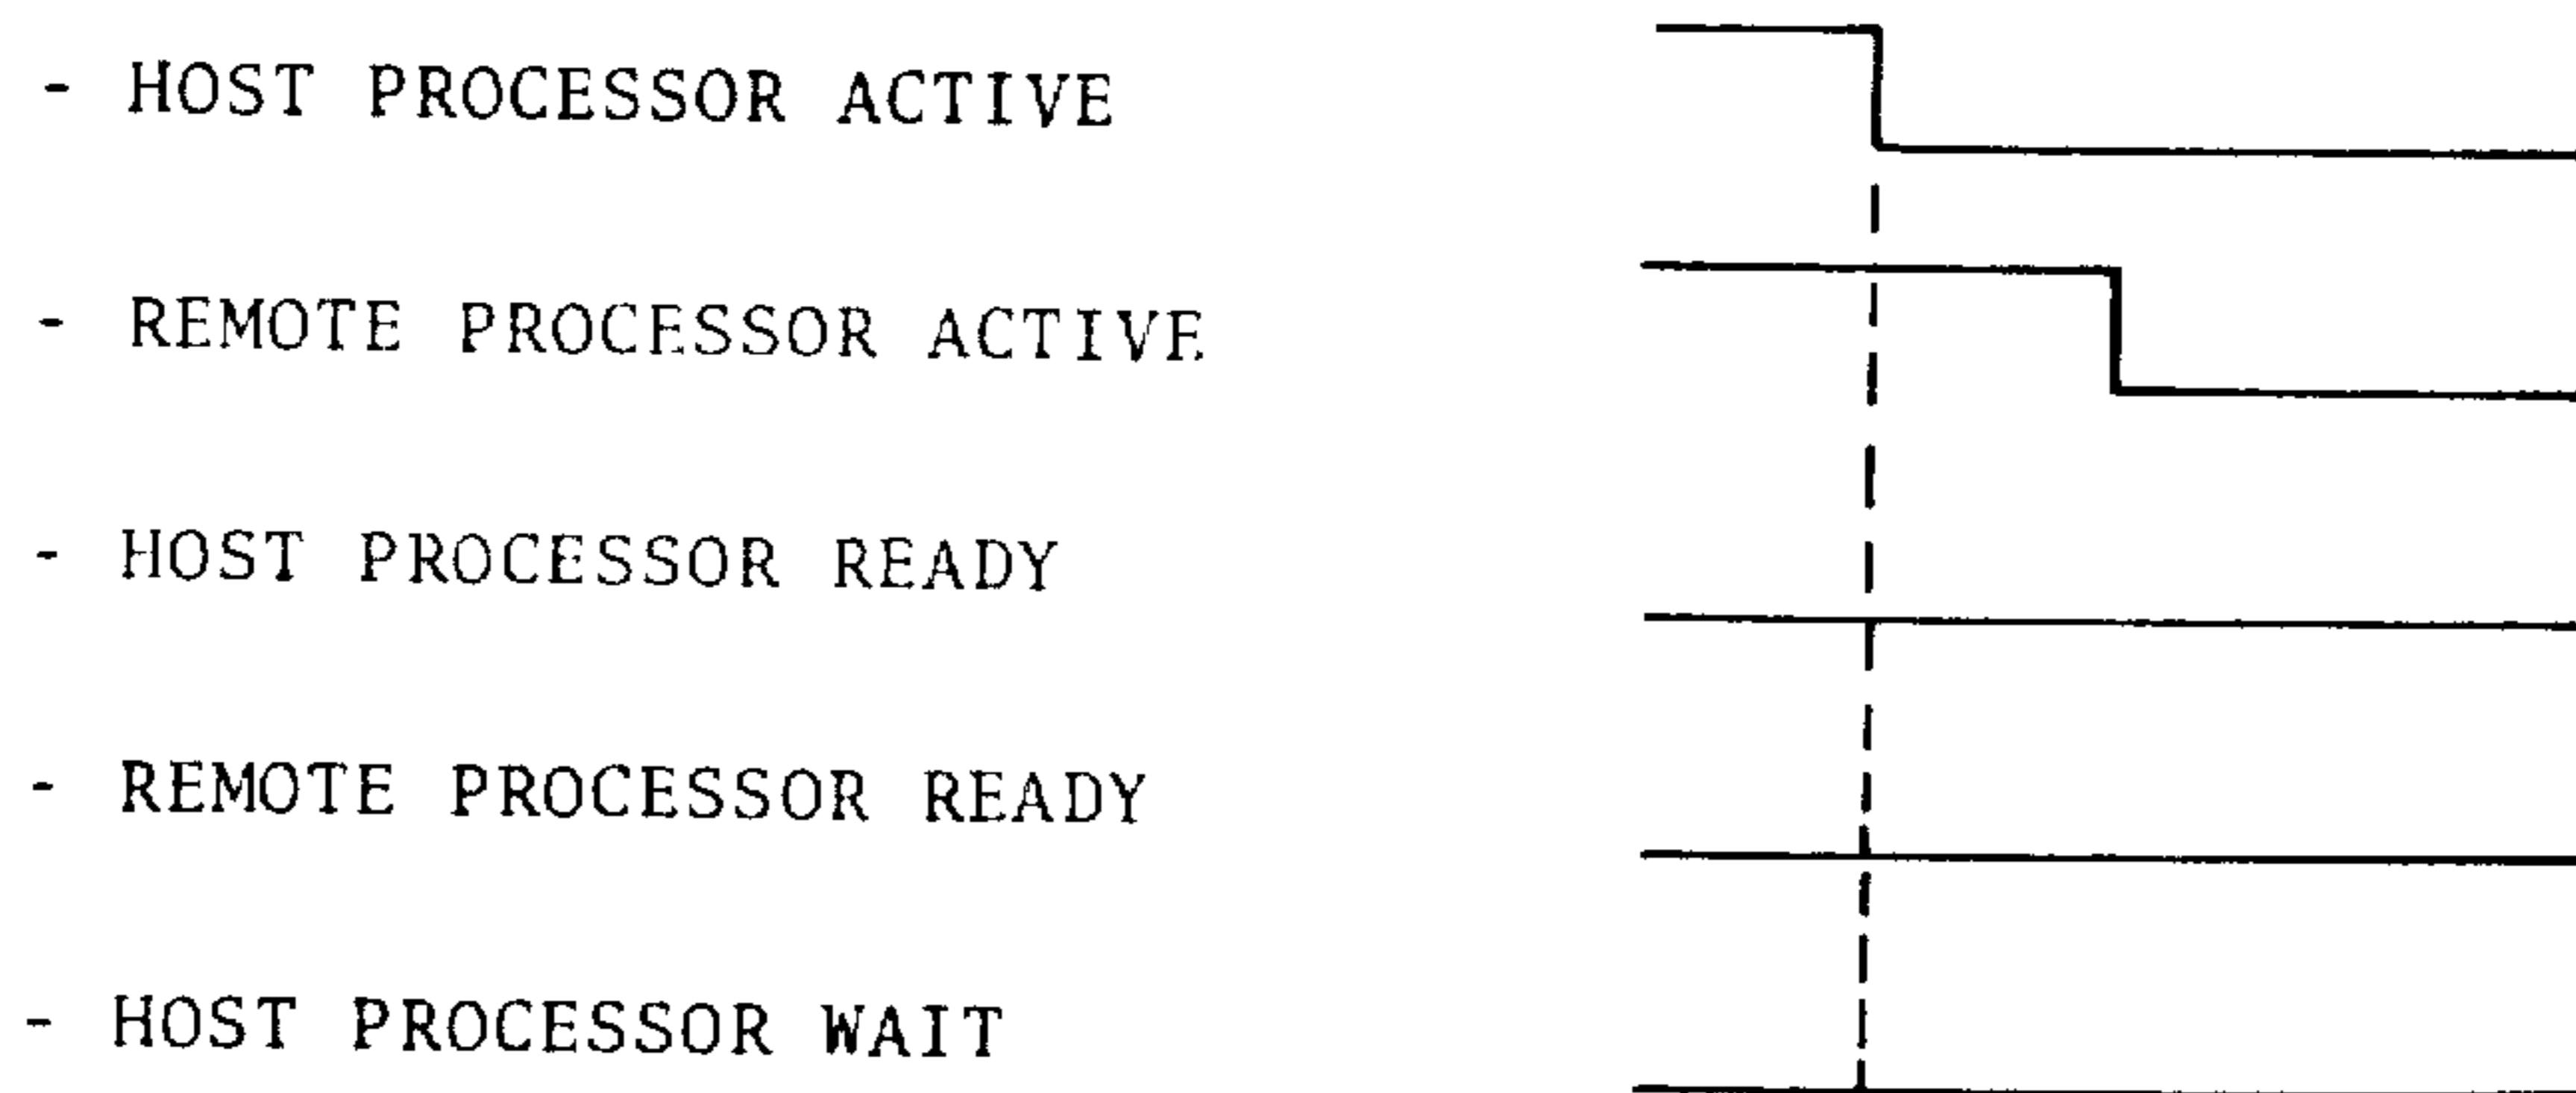 - HOST PROCESSOR ACTIVE
- REMOTE PROCESSOR ACTIVE
- HOST PROCESSOR READY
- REMOTE PROCESSOR READY
- HOST PROCESSOR WAIT